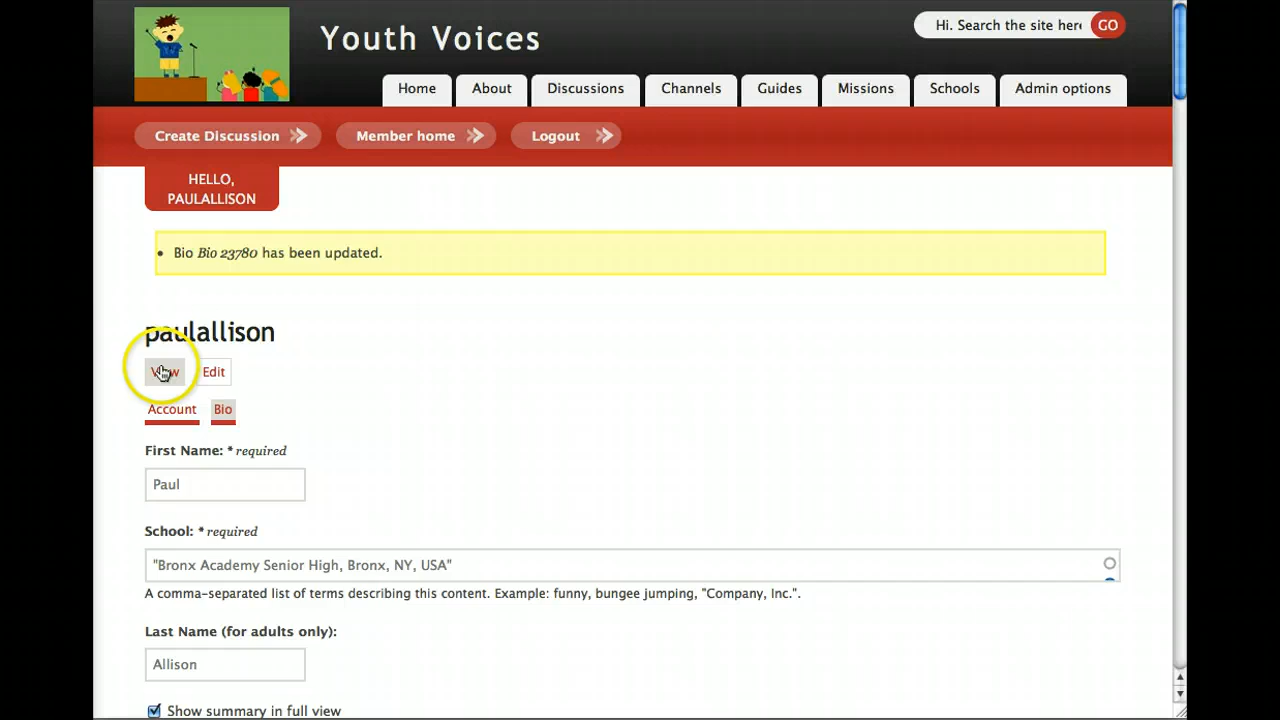 Youth Voices
Hi. Search the site here
GO
Home
About
Discussions
Channels
Guides
Missions
Schools
Admin options
Create Discussion
Member home
Logout
HELLO,
PAULALLISON
Bio Bio 23780 has been updated.
paulallison
View
Edit
Account
Bio
First Name: * required
Paul
School: * required
"Bronx Academy Senior High, Bronx, NY, USA"
A comma-separated list of terms describing this content. Example: funny, bungee jumping, "Company, Inc.".
Last Name (for adults only):
Allison
Show summary in full view